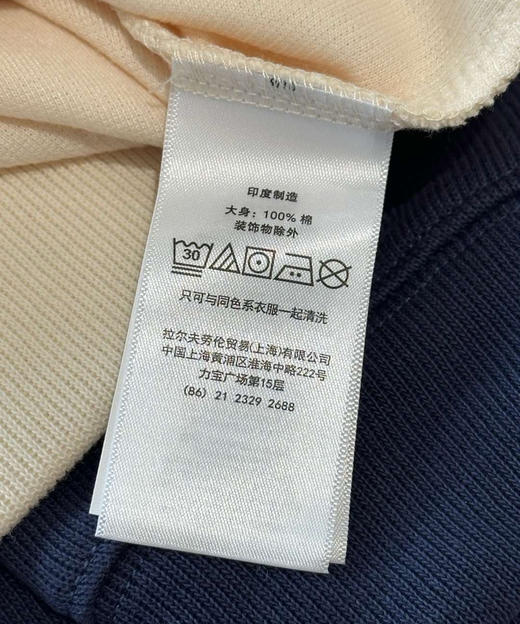 印度制造
大身：100% 棉
装饰物除外
30
只可与同色系衣服一起清洗
拉尔夫劳伦贸易(上海)有限公司
中国上海黄浦区淮海中路222号
力宝广场第15层
(86) 21 2329 2688